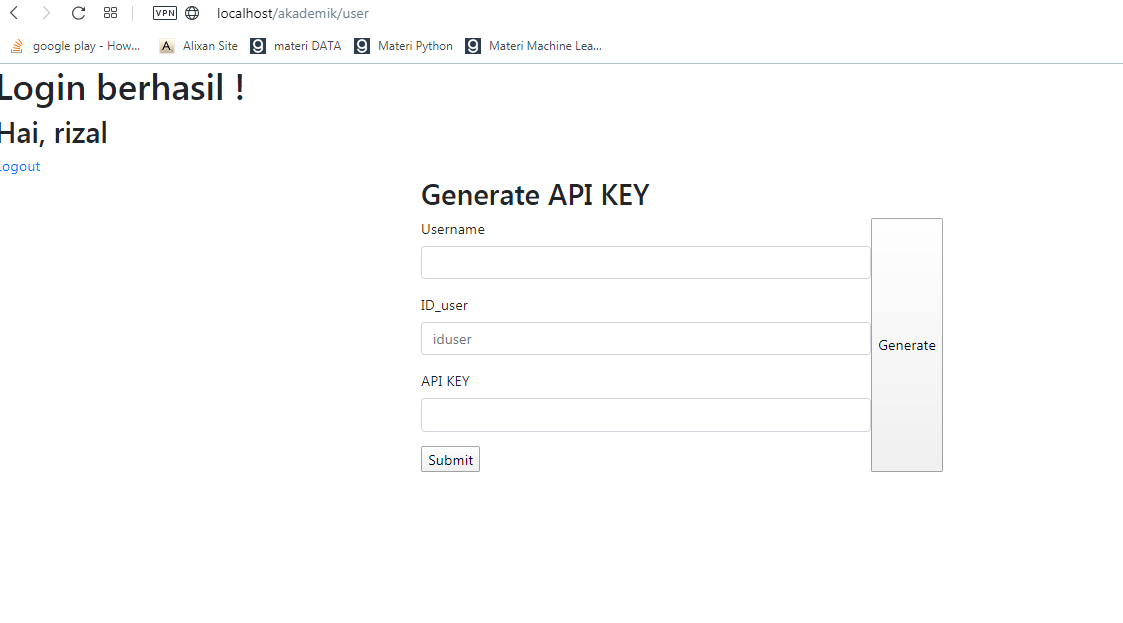 VPN localhost/akademik/user
google play - How... Alixan Site materi DATA Materi Python Materi Machine Lea...
Login berhasil !
Hai, rizal
Logout
Generate API KEY
Username
ID_user
iduser
Generate
API KEY
Submit